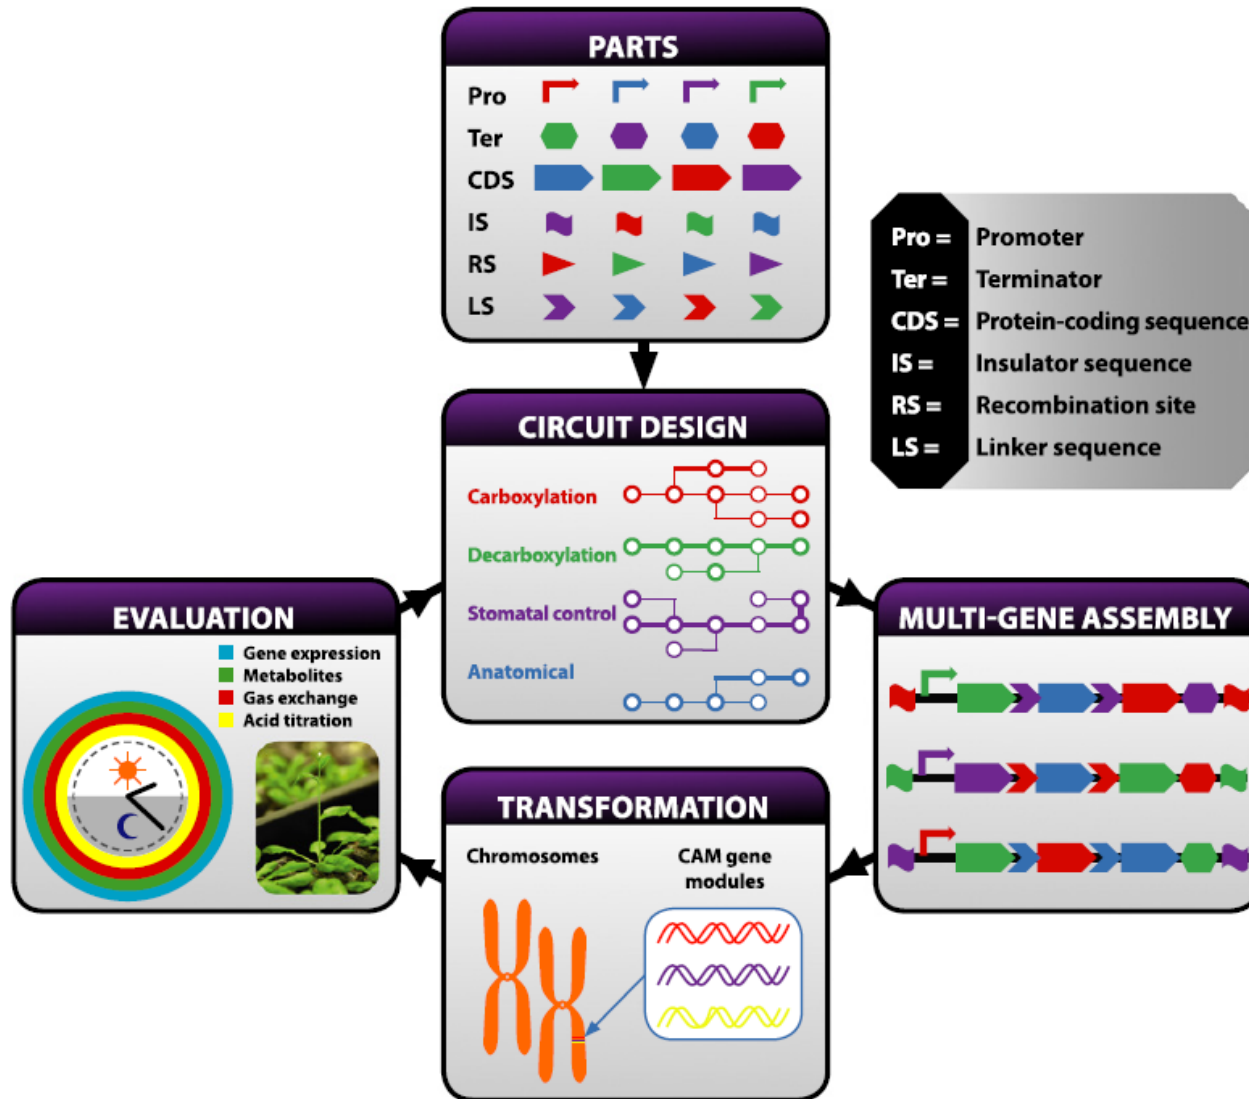 PARTS
Pro
Ter
CDS
IS
RS
LS
Pro = Promoter
Ter = Terminator
CDS = Protein-coding sequence
IS = Insulator sequence
RS = Recombination site
LS = Linker sequence
CIRCUIT DESIGN
Carboxylation
Decarboxylation
Stomatal control
Anatomical
EVALUATION
Gene expression
Metabolites
Gas exchange
Acid titration
MULTI-GENE ASSEMBLY
TRANSFORMATION
Chromosomes
CAM gene
modules